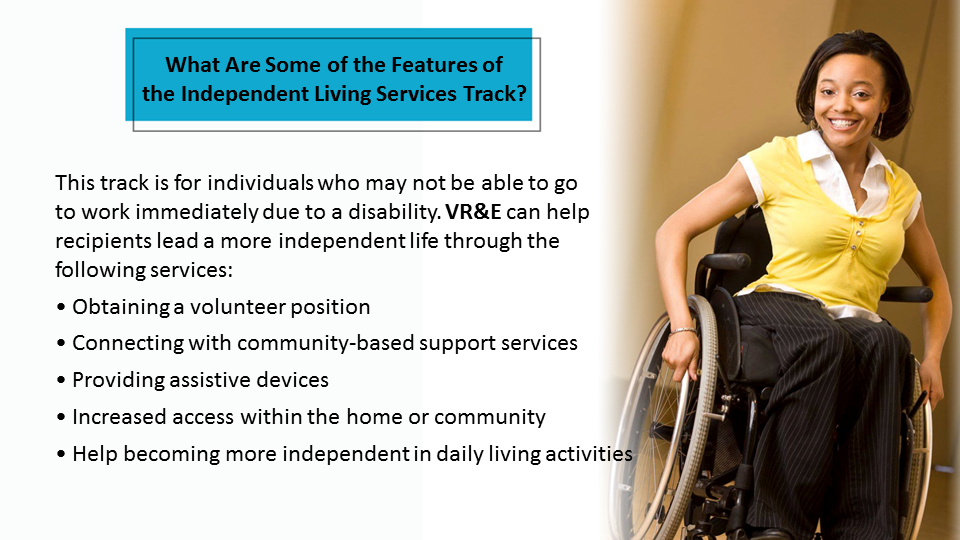 What Are Some of the Features of
the Independent Living Services Track?
This track is for individuals who may not be able to go
to work immediately due to a disability. VR&E can help
recipients lead a more independent life through the
following services:
• Obtaining a volunteer position
• Connecting with community-based support services
• Providing assistive devices
• Increased access within the home or community
• Help becoming more independent in daily living activities